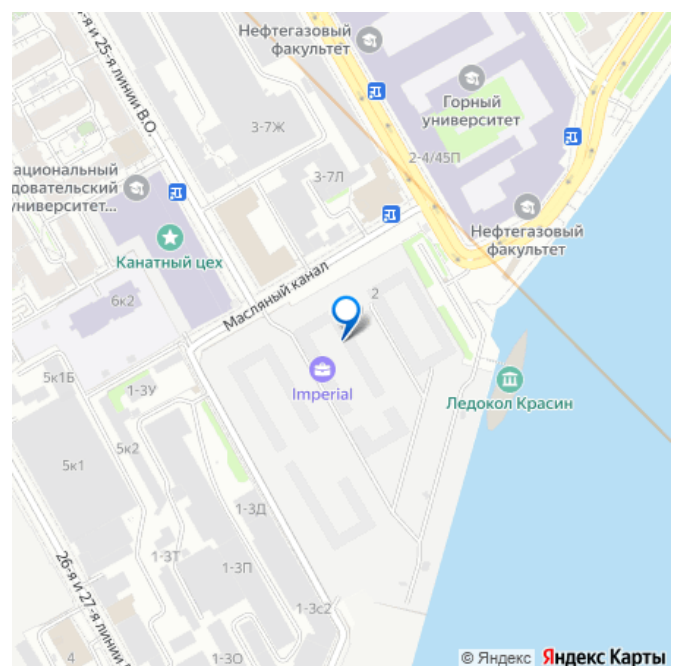 Нефтегазовый
факультет
я и 25-я линии В.О.
Горный
университет
3-7Ж
2-4/45П
3-7Л
ациональный
довательский
университет...
Нефтегазовый
факультет
Канатный цех
Масляный канал
6к2
2
Imperial
Ледокол Красин
5к1Б
1-3У
5к2
5к1
1-3Д
1-3Т
1-3П
26-я и 27-я линии
1-3с2
4
1-3О
© Яндекс Яндекс Карты